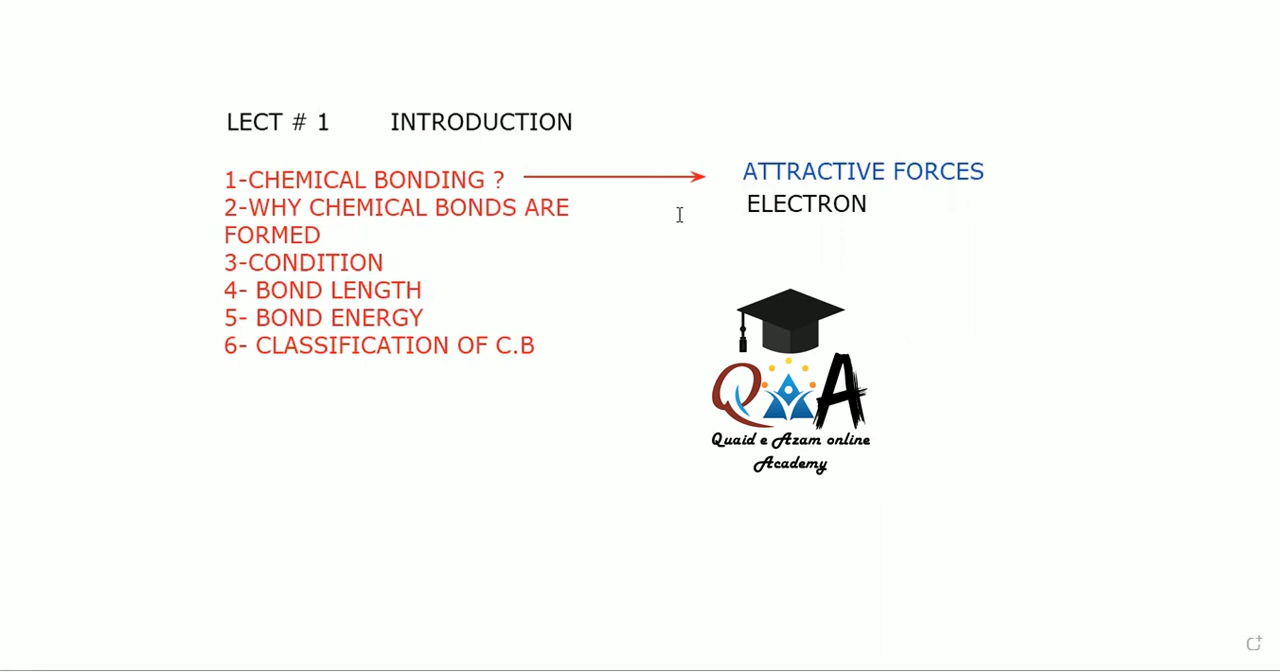 LECT # 1 INTRODUCTION
1-CHEMICAL BONDING ?
2-WHY CHEMICAL BONDS ARE
FORMED
3-CONDITION
4- BOND LENGTH
5- BOND ENERGY
6- CLASSIFICATION OF C.B
ATTRACTIVE FORCES
ELECTRON
QA
Quaid e Azam online
Academy